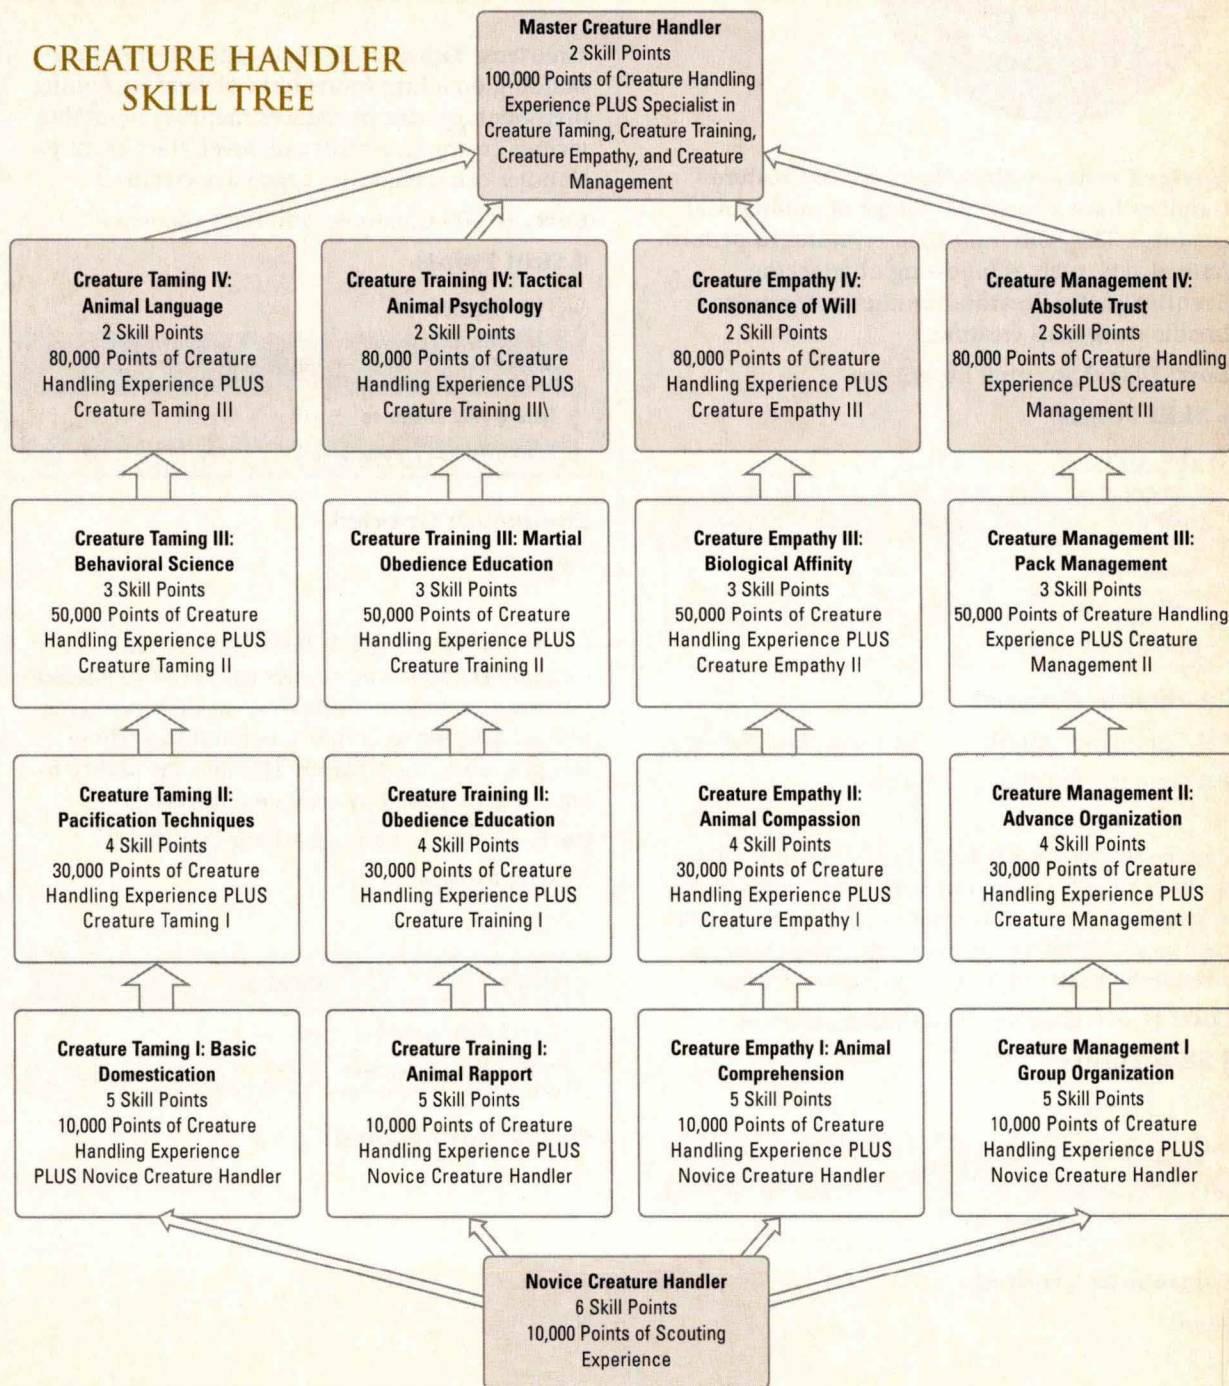 CREATURE HANDLER
SKILL TREE
Master Creature Handler
2 Skill Points
100,000 Points of Creature Handling
Experience PLUS Specialist in
Creature Taming, Creature Training,
Creature Empathy, and Creature
Management
Creature Taming IV:
Animal Language
2 Skill Points
80,000 Points of Creature
Handling Experience PLUS
Creature Taming III
Creature Training IV: Tactical
Animal Psychology
2 Skill Points
80,000 Points of Creature
Handling Experience PLUS
Creature Training III\
Creature Empathy IV:
Consonance of Will
2 Skill Points
80,000 Points of Creature
Handling Experience PLUS
Creature Empathy III
Creature Management IV:
Absolute Trust
2 Skill Points
80,000 Points of Creature Handling
Experience PLUS Creature
Management III
Creature Taming III:
Behavioral Science
3 Skill Points
50,000 Points of Creature
Handling Experience PLUS
Creature Taming II
Creature Training III: Martial
Obedience Education
3 Skill Points
50,000 Points of Creature
Handling Experience PLUS
Creature Training II
Creature Empathy III:
Biological Affinity
3 Skill Points
50,000 Points of Creature
Handling Experience PLUS
Creature Empathy II
Creature Management III:
Pack Management
3 Skill Points
50,000 Points of Creature Handling
Experience PLUS Creature
Management II
Creature Taming II:
Pacification Techniques
4 Skill Points
30,000 Points of Creature
Handling Experience PLUS
Creature Taming I
Creature Training II:
Obedience Education
4 Skill Points
30,000 Points of Creature
Handling Experience PLUS
Creature Training I
Creature Empathy II:
Animal Compassion
4 Skill Points
30,000 Points of Creature
Handling Experience PLUS
Creature Empathy I
Creature Management II:
Advance Organization
4 Skill Points
30,000 Points of Creature
Handling Experience PLUS
Creature Management I
Creature Taming I: Basic
Domestication
5 Skill Points
10,000 Points of Creature
Handling Experience
PLUS Novice Creature Handler
Creature Training I:
Animal Rapport
5 Skill Points
10,000 Points of Creature
Handling Experience PLUS
Novice Creature Handler
Creature Empathy I: Animal
Comprehension
5 Skill Points
10,000 Points of Creature
Handling Experience PLUS
Novice Creature Handler
Creature Management I
Group Organization
5 Skill Points
10,000 Points of Creature
Handling Experience PLUS
Novice Creature Handler
Novice Creature Handler
6 Skill Points
10,000 Points of Scouting
Experience